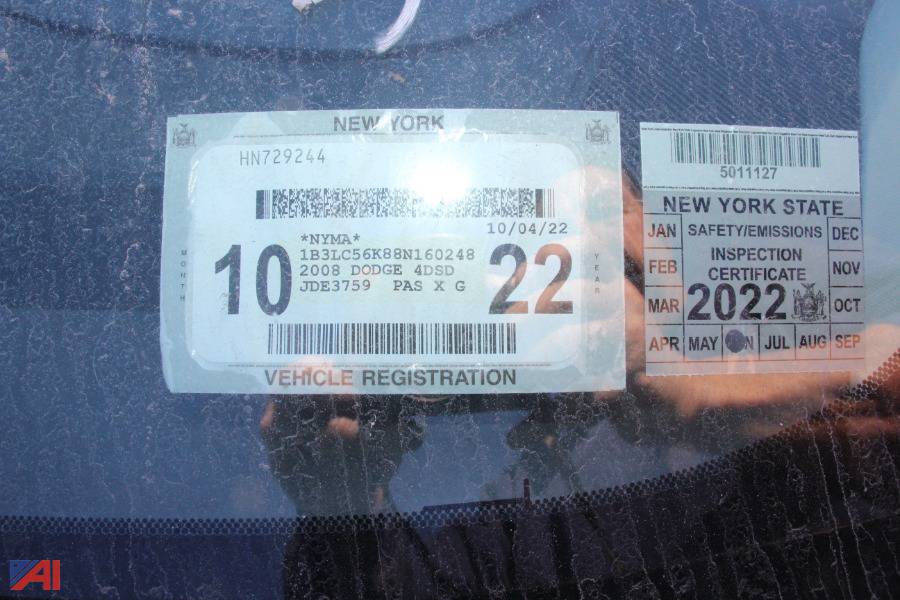 NEW YORK
HN729244
10/04/22
*NYMA*
1B3LC56K88N160248
2008 DODGE 4DSD
JDE3759 PAS X G
MONTH
10
22
YEAR
VEHICLE REGISTRATION
5011127
NEW YORK STATE
JAN SAFETY/EMISSIONS DEC
FEB INSPECTION NOV
CERTIFICATE
MAR 2022 OCT
APR MAY JUL AUG SEP
AI